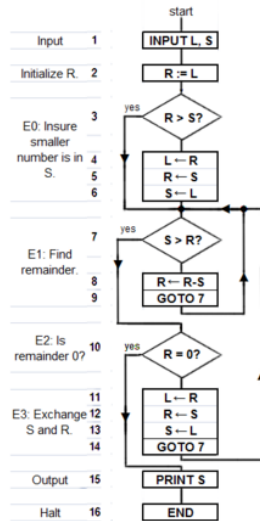 start
Input 1 INPUT L, S
Initialize R. 2 R := L
3 yes R > S?
E0: Insure
smaller
number is in
S.
4 L ← R
5 R ← S
6 S ← L
7 yes S > R?
E1: Find
remainder.
8 R ← R-S
9 GOTO 7
E2: Is
remainder 0?
10 yes R = 0?
11 L ← R
E3: Exchange 12 R ← S
S and R. 13 S ← L
14 GOTO 7
Output 15 PRINT S
Halt 16 END